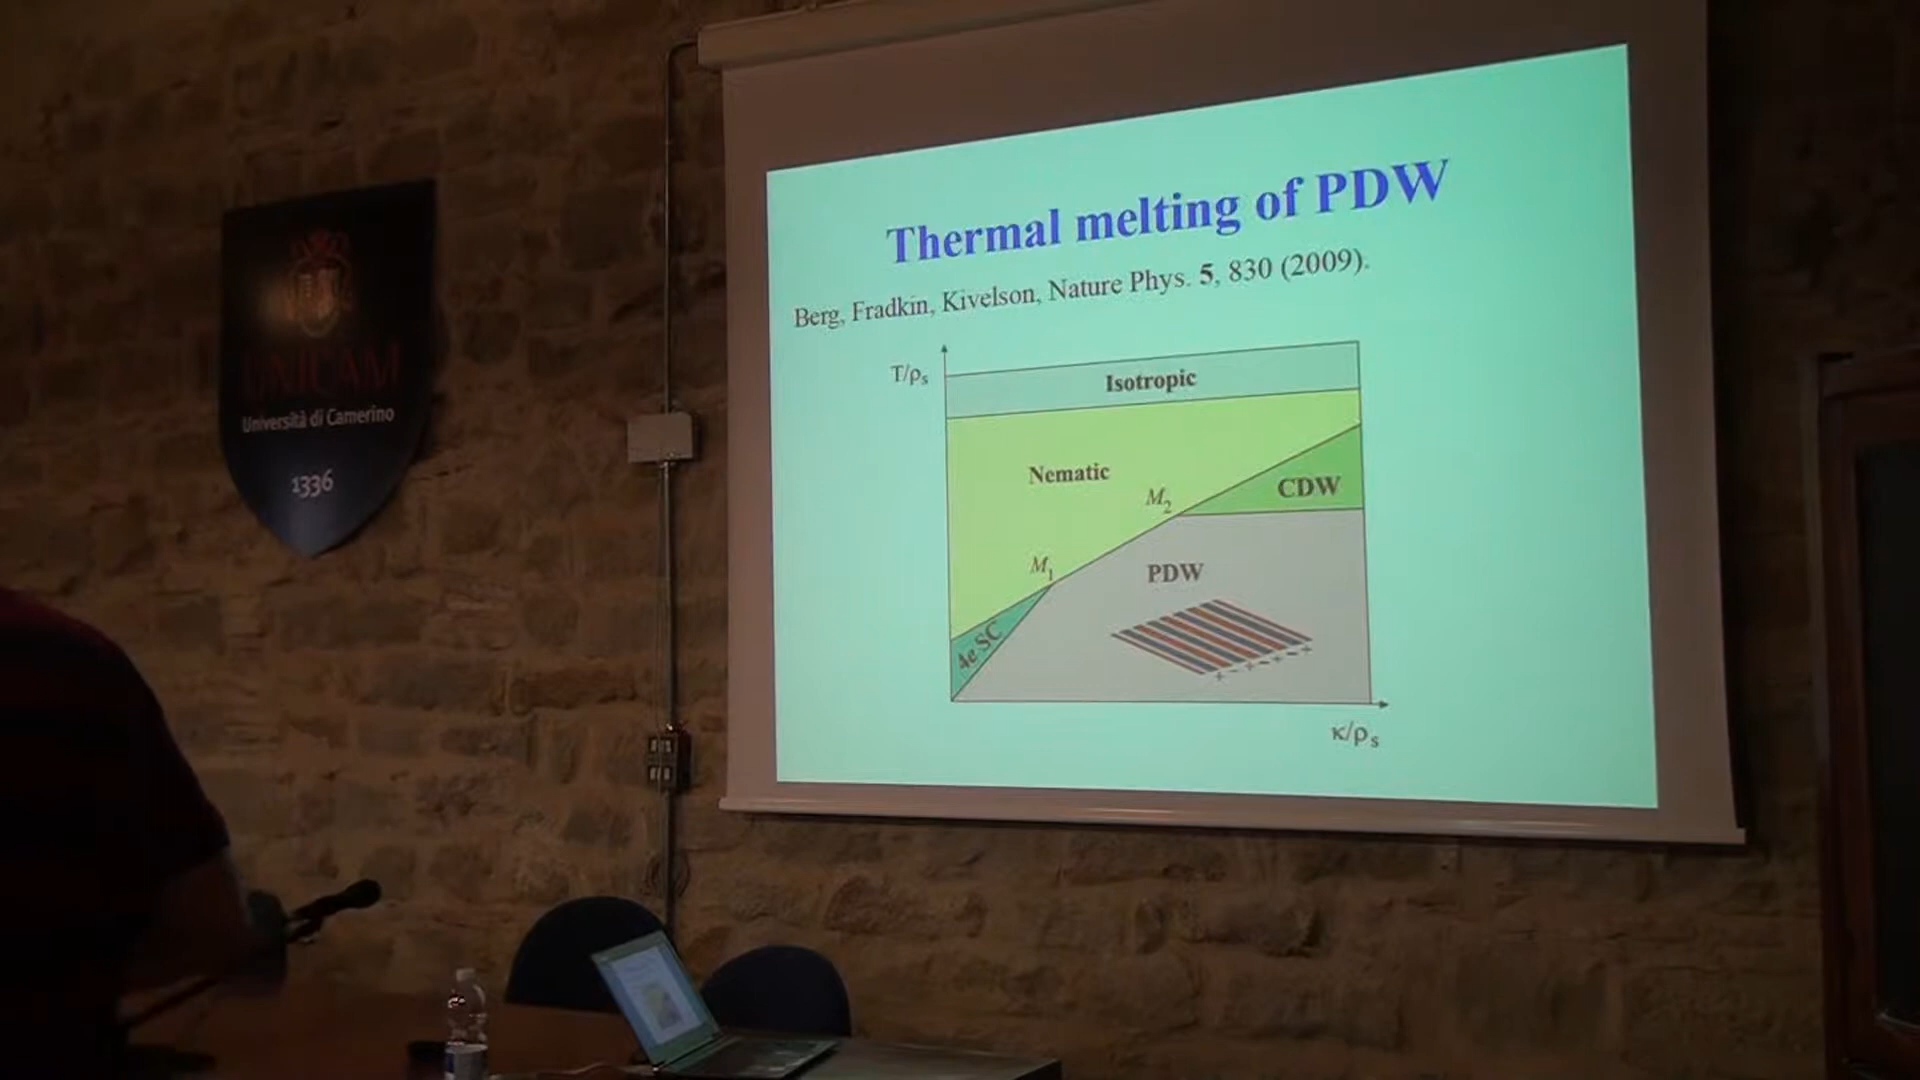 UNICAM
Università di Camerino
1336
Thermal melting of PDW
Berg, Fradkin, Kivelson, Nature Phys. 5, 830 (2009).
T/ρs
Isotropic
Nematic
CDW
M2
M1
PDW
4e SC
+ - + - +
κ/ρs